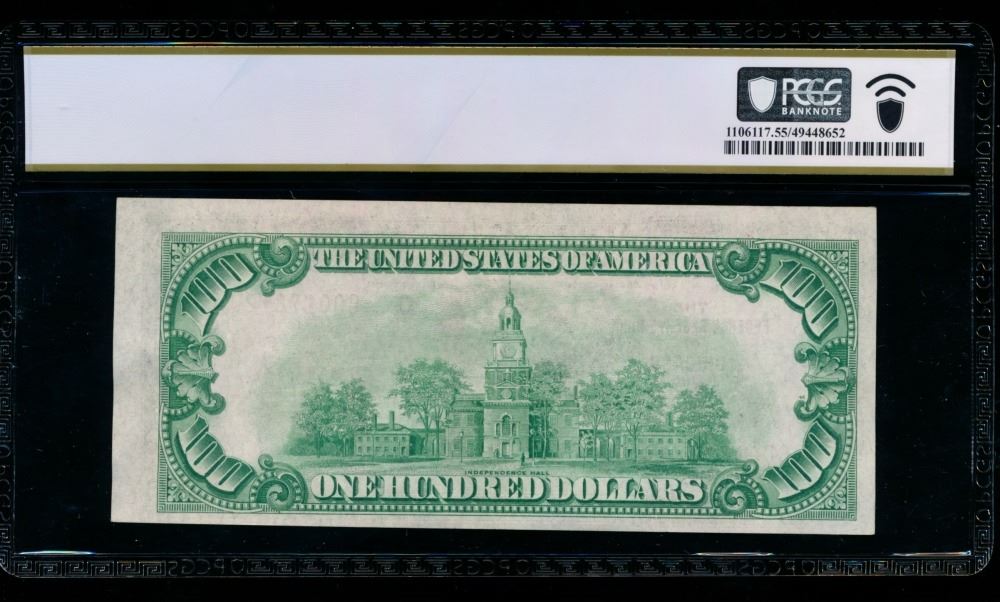 PCGS
BANKNOTE
1106117.55/49448652
100
THE UNITED STATES OF AMERICA
100
INDEPENDENCE HALL
100
ONE HUNDRED DOLLARS
100